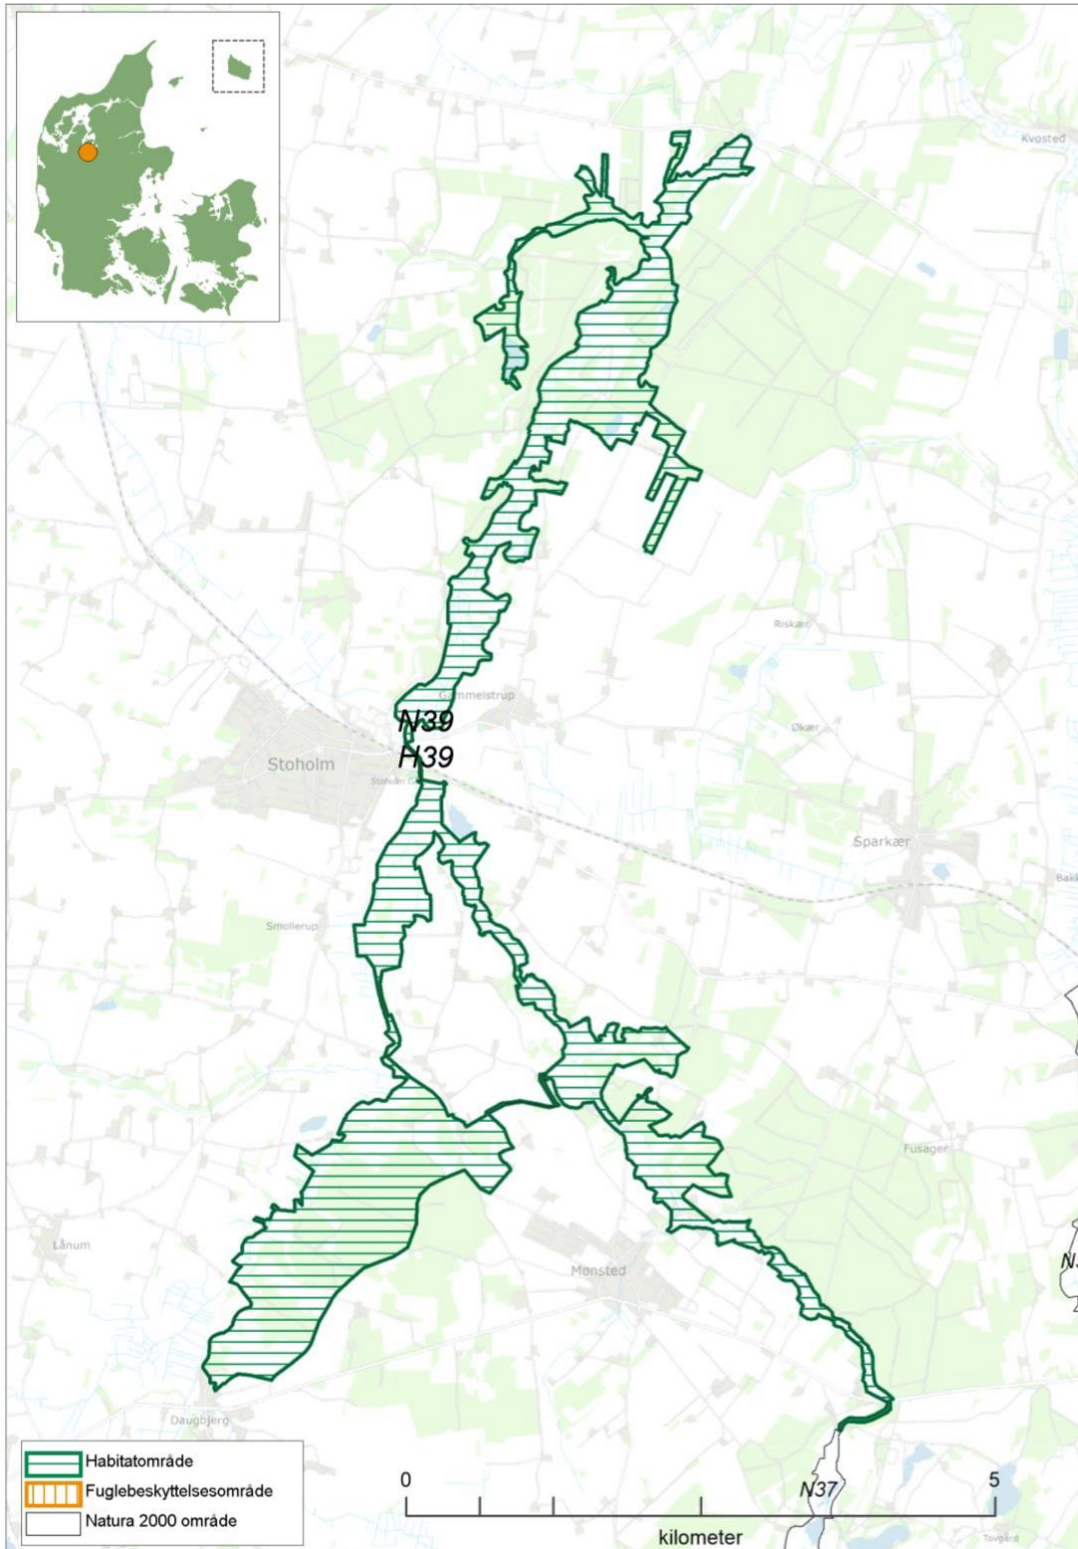 Kvosted
Riskær
Gammelstrup
N39
Økær
H39
Stoholm
Sparkær
Smollerup
Fusager
Lånum
Mønsted
Daugbjerg
Habitatområde
Fuglebeskyttelsesområde
Natura 2000 område
0
5
N37
kilometer
Tovgård